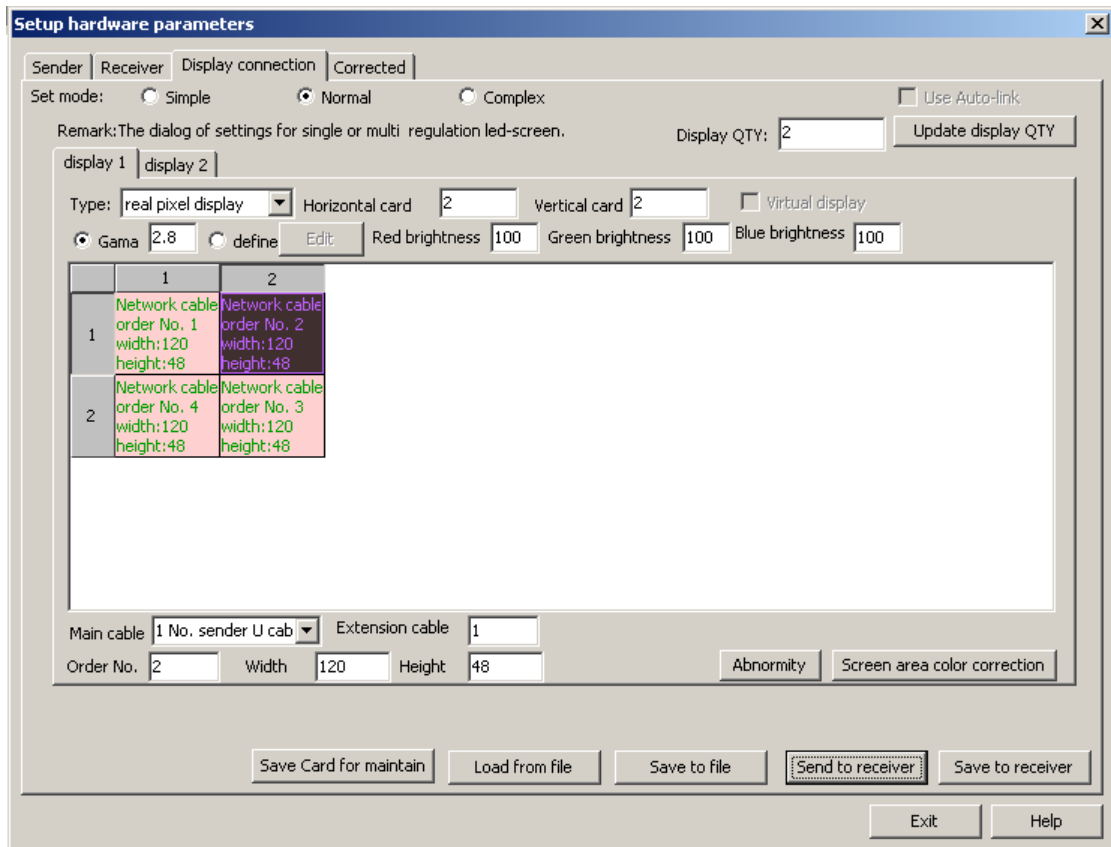 Setup hardware parameters
Sender Receiver Display connection Corrected
Set mode: Simple Normal Complex Use Auto-link
Remark:The dialog of settings for single or multi regulation led-screen. Display QTY: 2 Update display QTY
display 1 display 2
Type: real pixel display Horizontal card 2 Vertical card 2 Virtual display
Gama 2.8 define Edit Red brightness 100 Green brightness 100 Blue brightness 100
1 2
1
Network cable
order No. 1
width:120
height:48
Network cable
order No. 2
width:120
height:48
2
Network cable
order No. 4
width:120
height:48
Network cable
order No. 3
width:120
height:48
Main cable 1 No. sender U cab Extension cable 1
Order No. 2 Width 120 Height 48 Abnormity Screen area color correction
Save Card for maintain Load from file Save to file Send to receiver Save to receiver
Exit Help